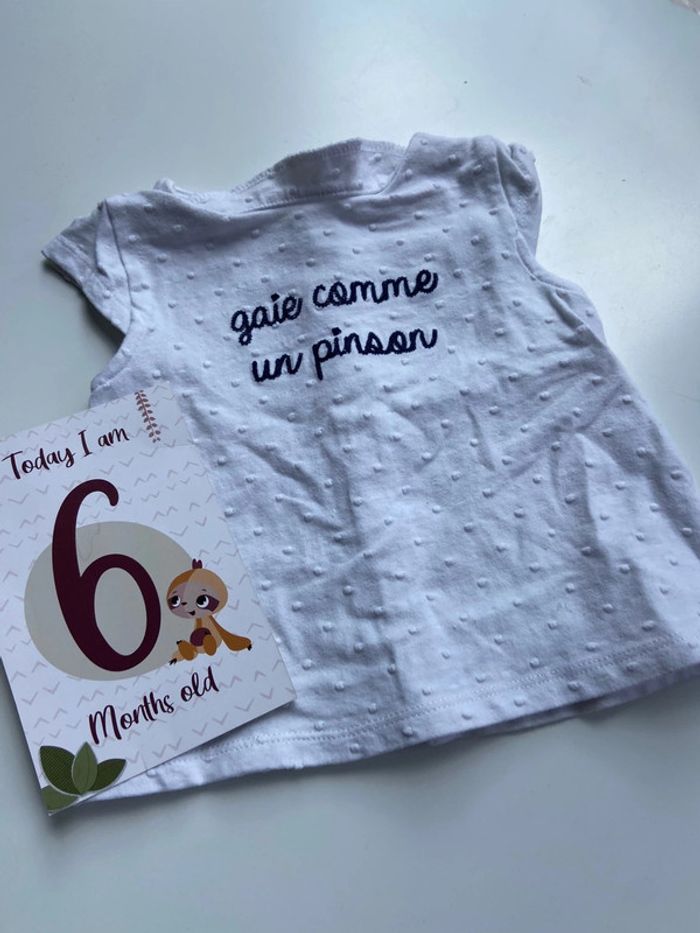 gaie comme
un pinson
Today I am
6
Months old